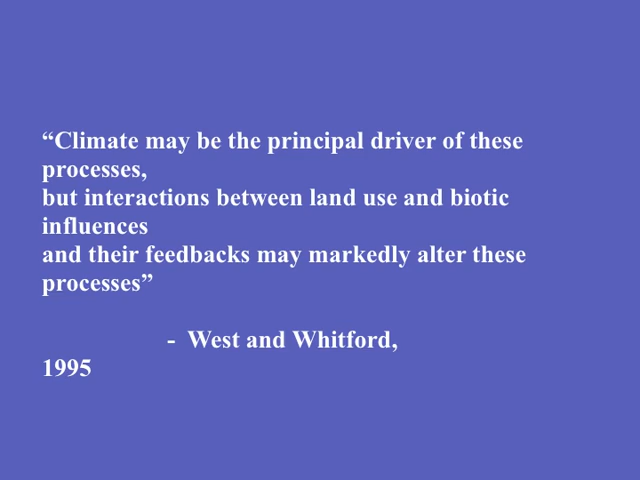 “Climate may be the principal driver of these
processes,
but interactions between land use and biotic
influences
and their feedbacks may markedly alter these
processes”
- West and Whitford,
1995